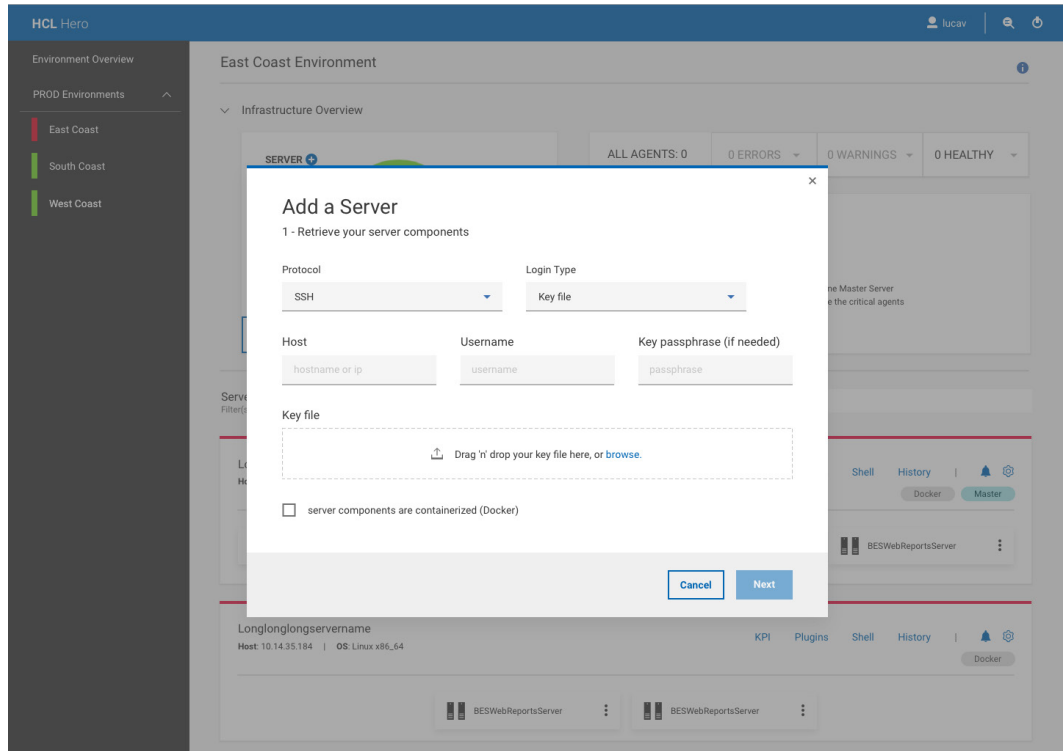 HCL Hero
lucav
Environment Overview
PROD Environments
East Coast
South Coast
West Coast
East Coast Environment
Infrastructure Overview
SERVER
ALL AGENTS: 0
0 ERRORS
0 WARNINGS
0 HEALTHY
Add a Server
1 - Retrieve your server components
Protocol
Login Type
SSH
Key file
Master Server
the critical agents
Host
Username
Key passphrase (if needed)
hostname or ip
username
passphrase
Key file
Drag 'n' drop your key file here, or browse.
server components are containerized (Docker)
Cancel
Next
Shell
History
|
Docker
Master
BESWebReportsServer
Longlonglongservername
Host: 10.14.35.184 | OS: Linux x86_64
KPI
Plugins
Shell
History
|
Docker
BESWebReportsServer
BESWebReportsServer